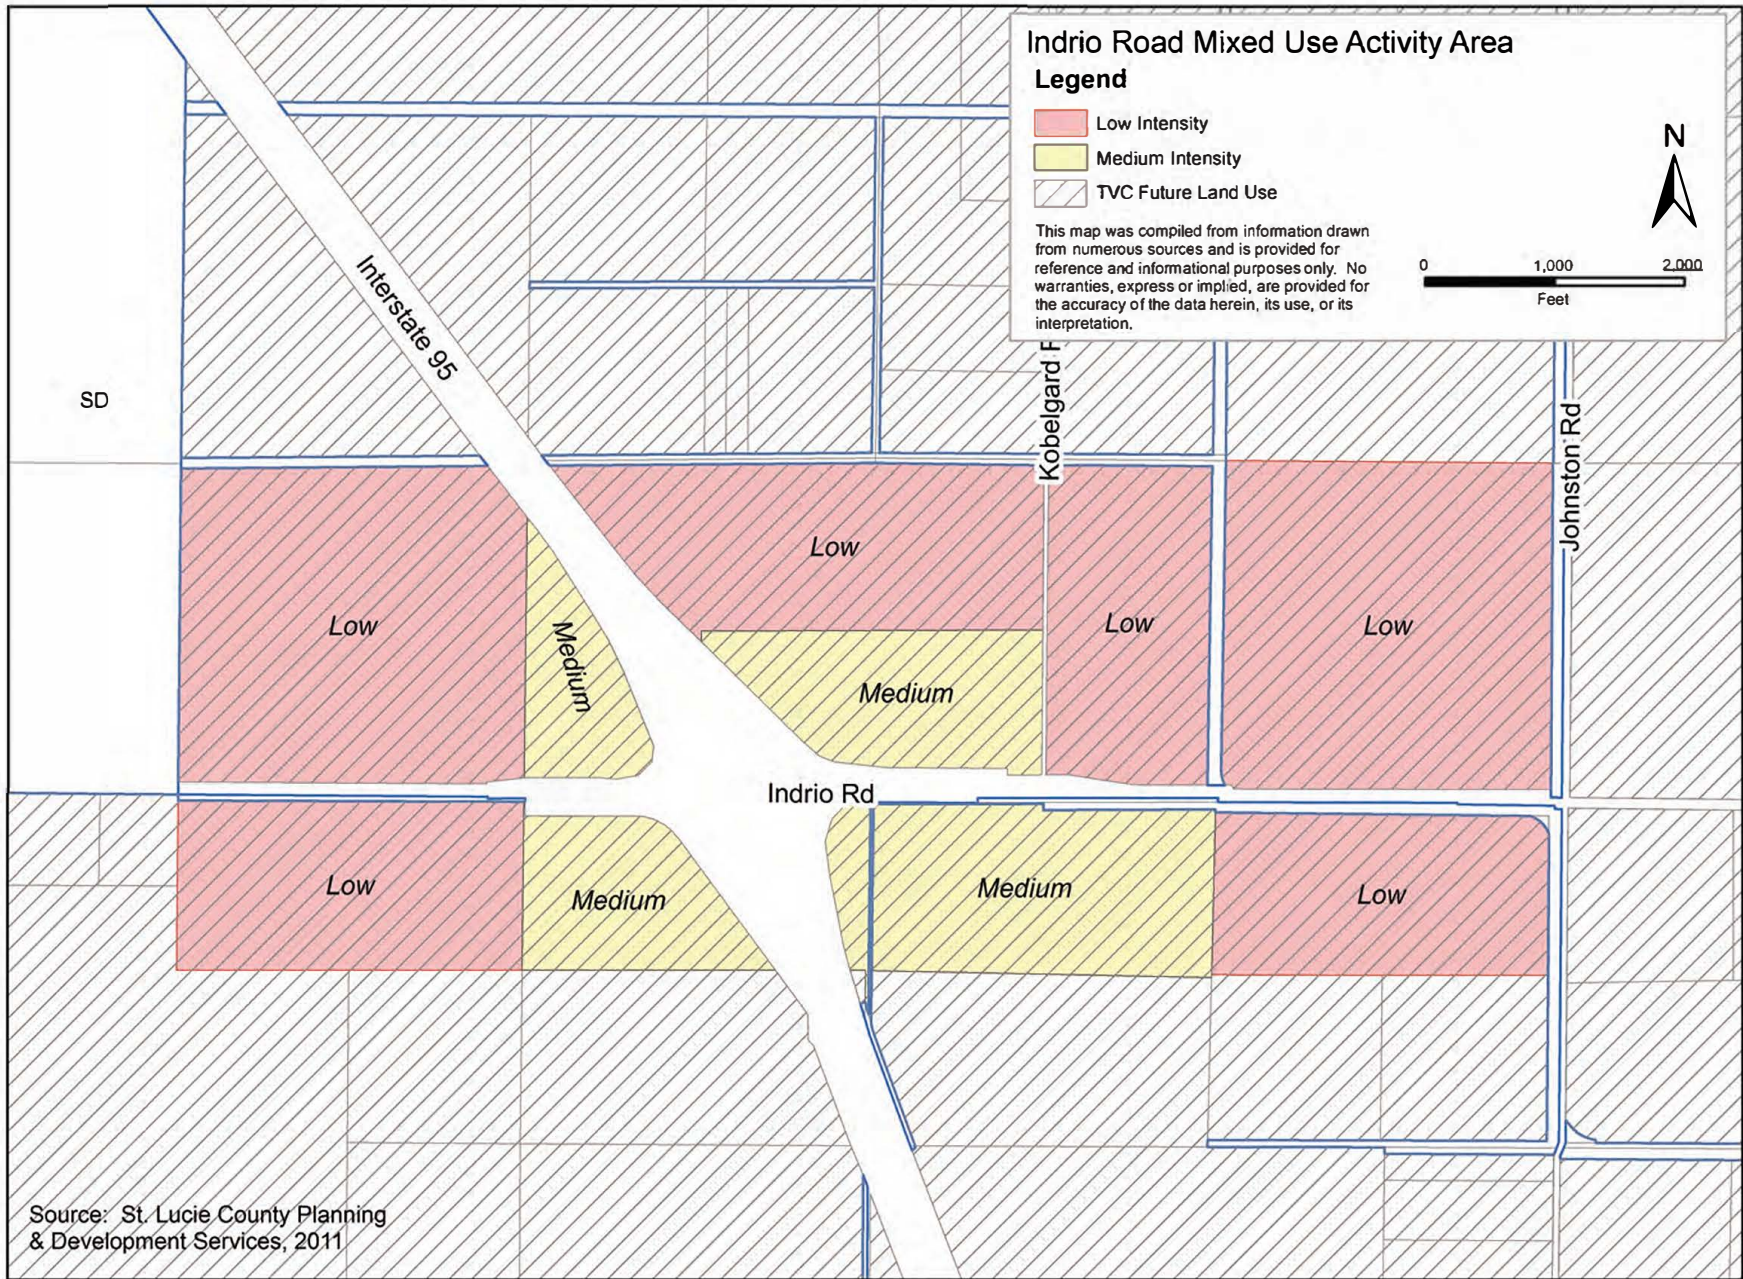 Indrio Road Mixed Use Activity Area
Legend
Low Intensity
Medium Intensity
TVC Future Land Use
N
This map was compiled from information drawn
from numerous sources and is provided for
reference and informational purposes only. No
warranties, express or implied, are provided for
the accuracy of the data herein, its use, or its
interpretation.
0 1,000 2,000
Feet
Interstate 95
SD
Kobelgard
Johnston Rd
Low
Low
Low
Low
Medium
Medium
Indrio Rd
Low
Medium
Medium
Low
Source: St. Lucie County Planning
& Development Services, 2011